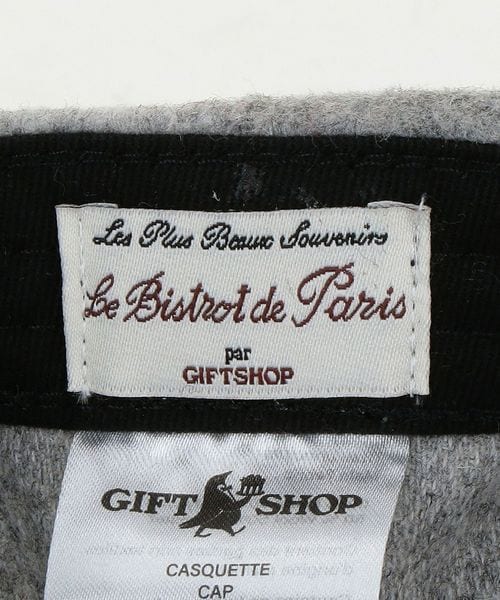 Les Plus Beaux Souvenirs
Le Bistrot de Paris
par
GIFTSHOP
GIFT SHOP
CASQUETTE
CAP